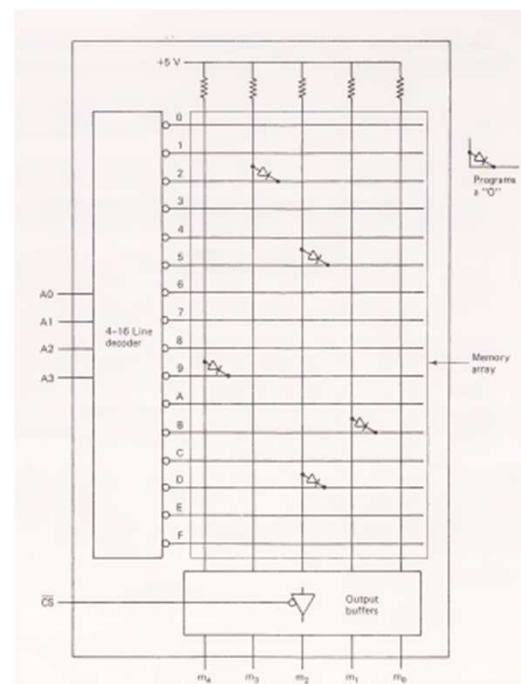 +5 V
0
1
2
Programs
a "0"
3
4
5
6
A0
7
A1
4-16 Line
decoder
8
A2
Memory
array
9
A3
A
B
C
D
E
F
CS
Output
buffers
m4 m3 m2 m1 m0